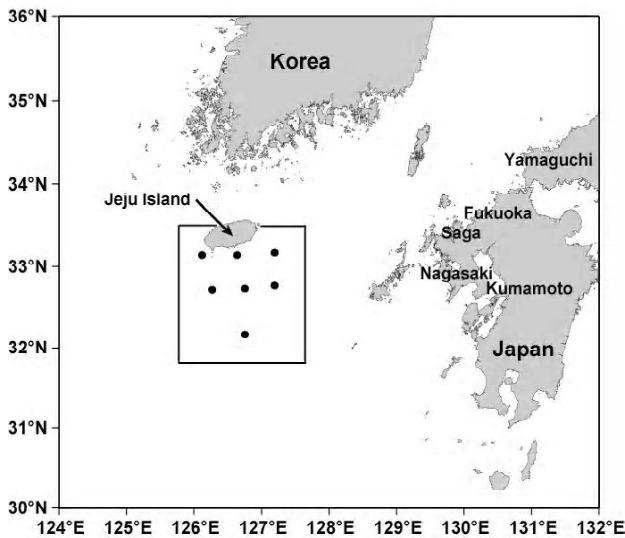 36°N
Korea
35°N
Yamaguchi
34°N
Jeju Island
Fukuoka
Saga
33°N
Nagasaki
Kumamoto
32°N
Japan
31°N
30°N
124°E 125°E 126°E 127°E 128°E 129°E 130°E 131°E 132°E